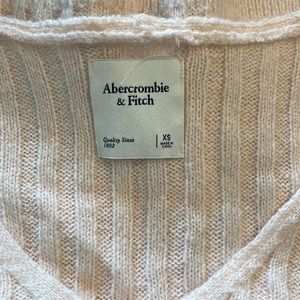 Abercrombie
& Fitch
Quality Since
1892
XS
MADE IN
CHINA